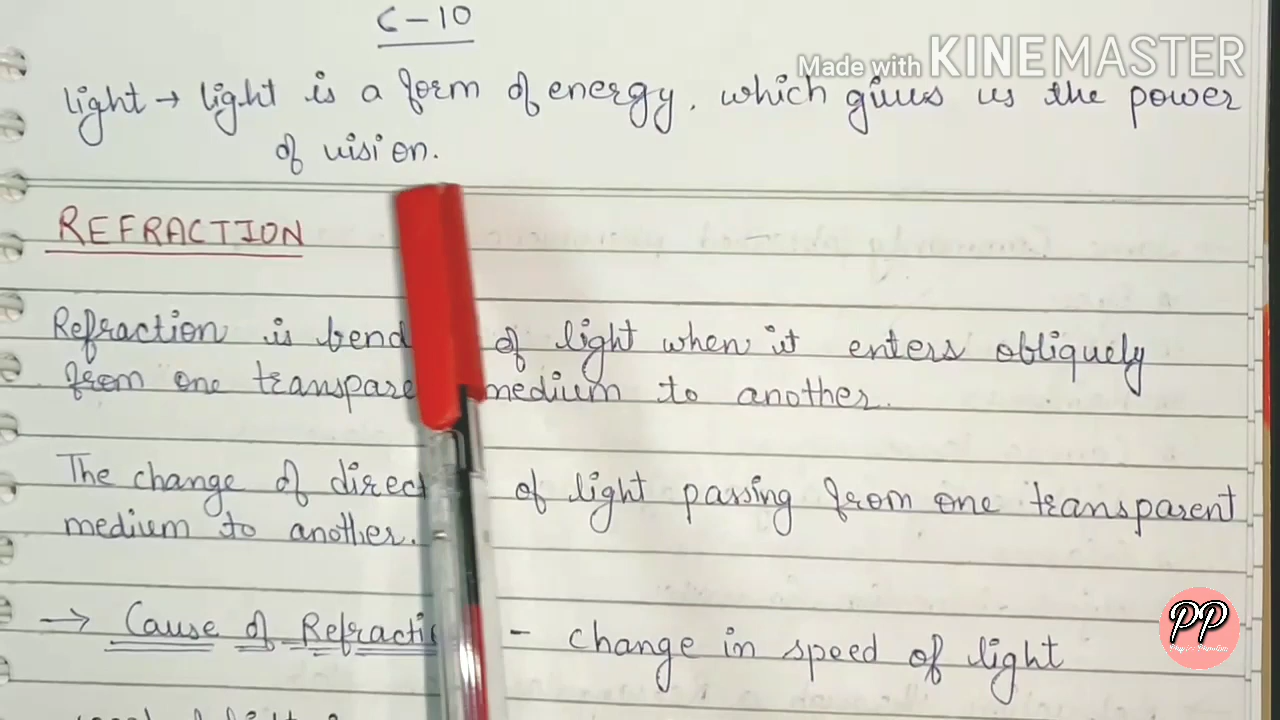 C-10
Made with KINEMASTER
light → light is a form of energy, which gives us the power
of vision.
REFRACTION
Refraction is bend of light when it enters obliquely
from one transpare medium to another.
The change of direct of light passing from one transparent
medium to another.
→ Cause of Refracti - change in speed of light
PP